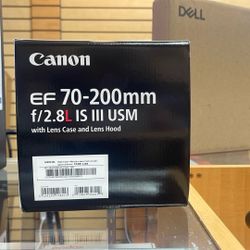 Canon
EF 70-200mm
f/2.8L IS III USM
with Lens Case and Lens Hood
DELL